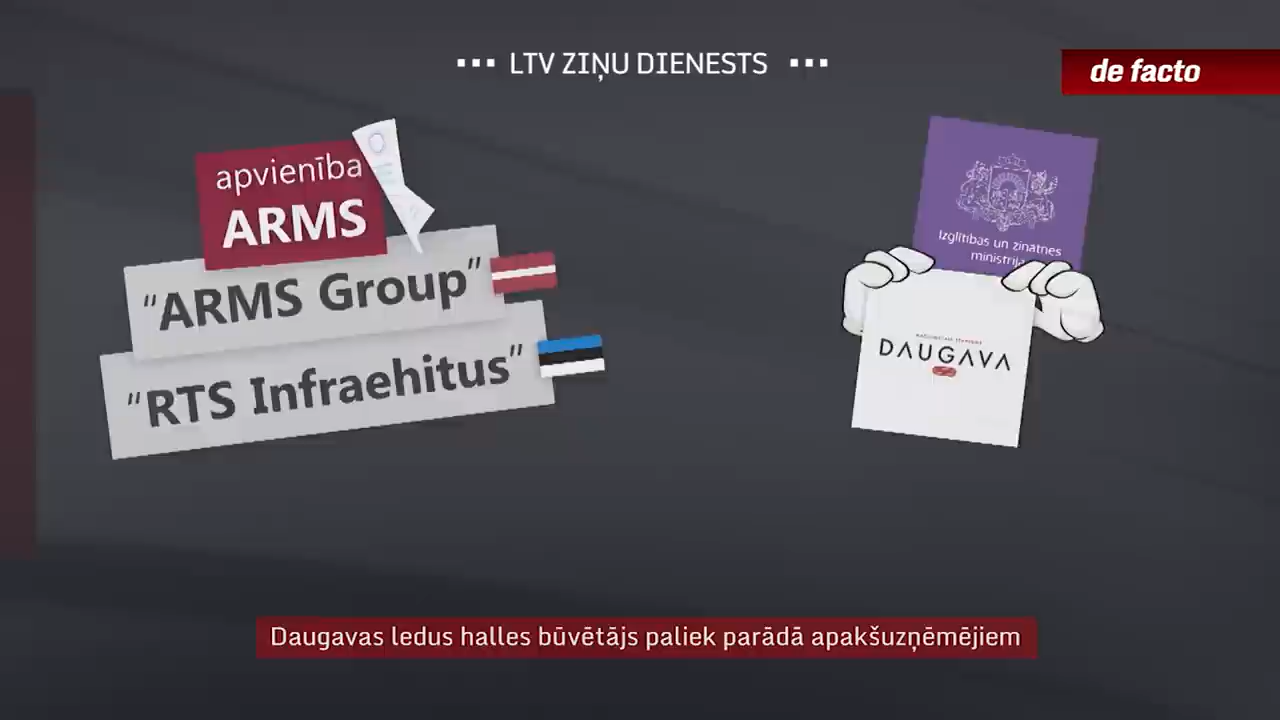 LTV ZIŅU DIENESTS
de facto
apvienība
ARMS
"ARMS Group"
"RTS Infraehitus"
Izglītības un zinātnes
ministrija
DAUGAVA
Daugavas ledus halles būvētājs paliek parādā apakšuzņēmējiem